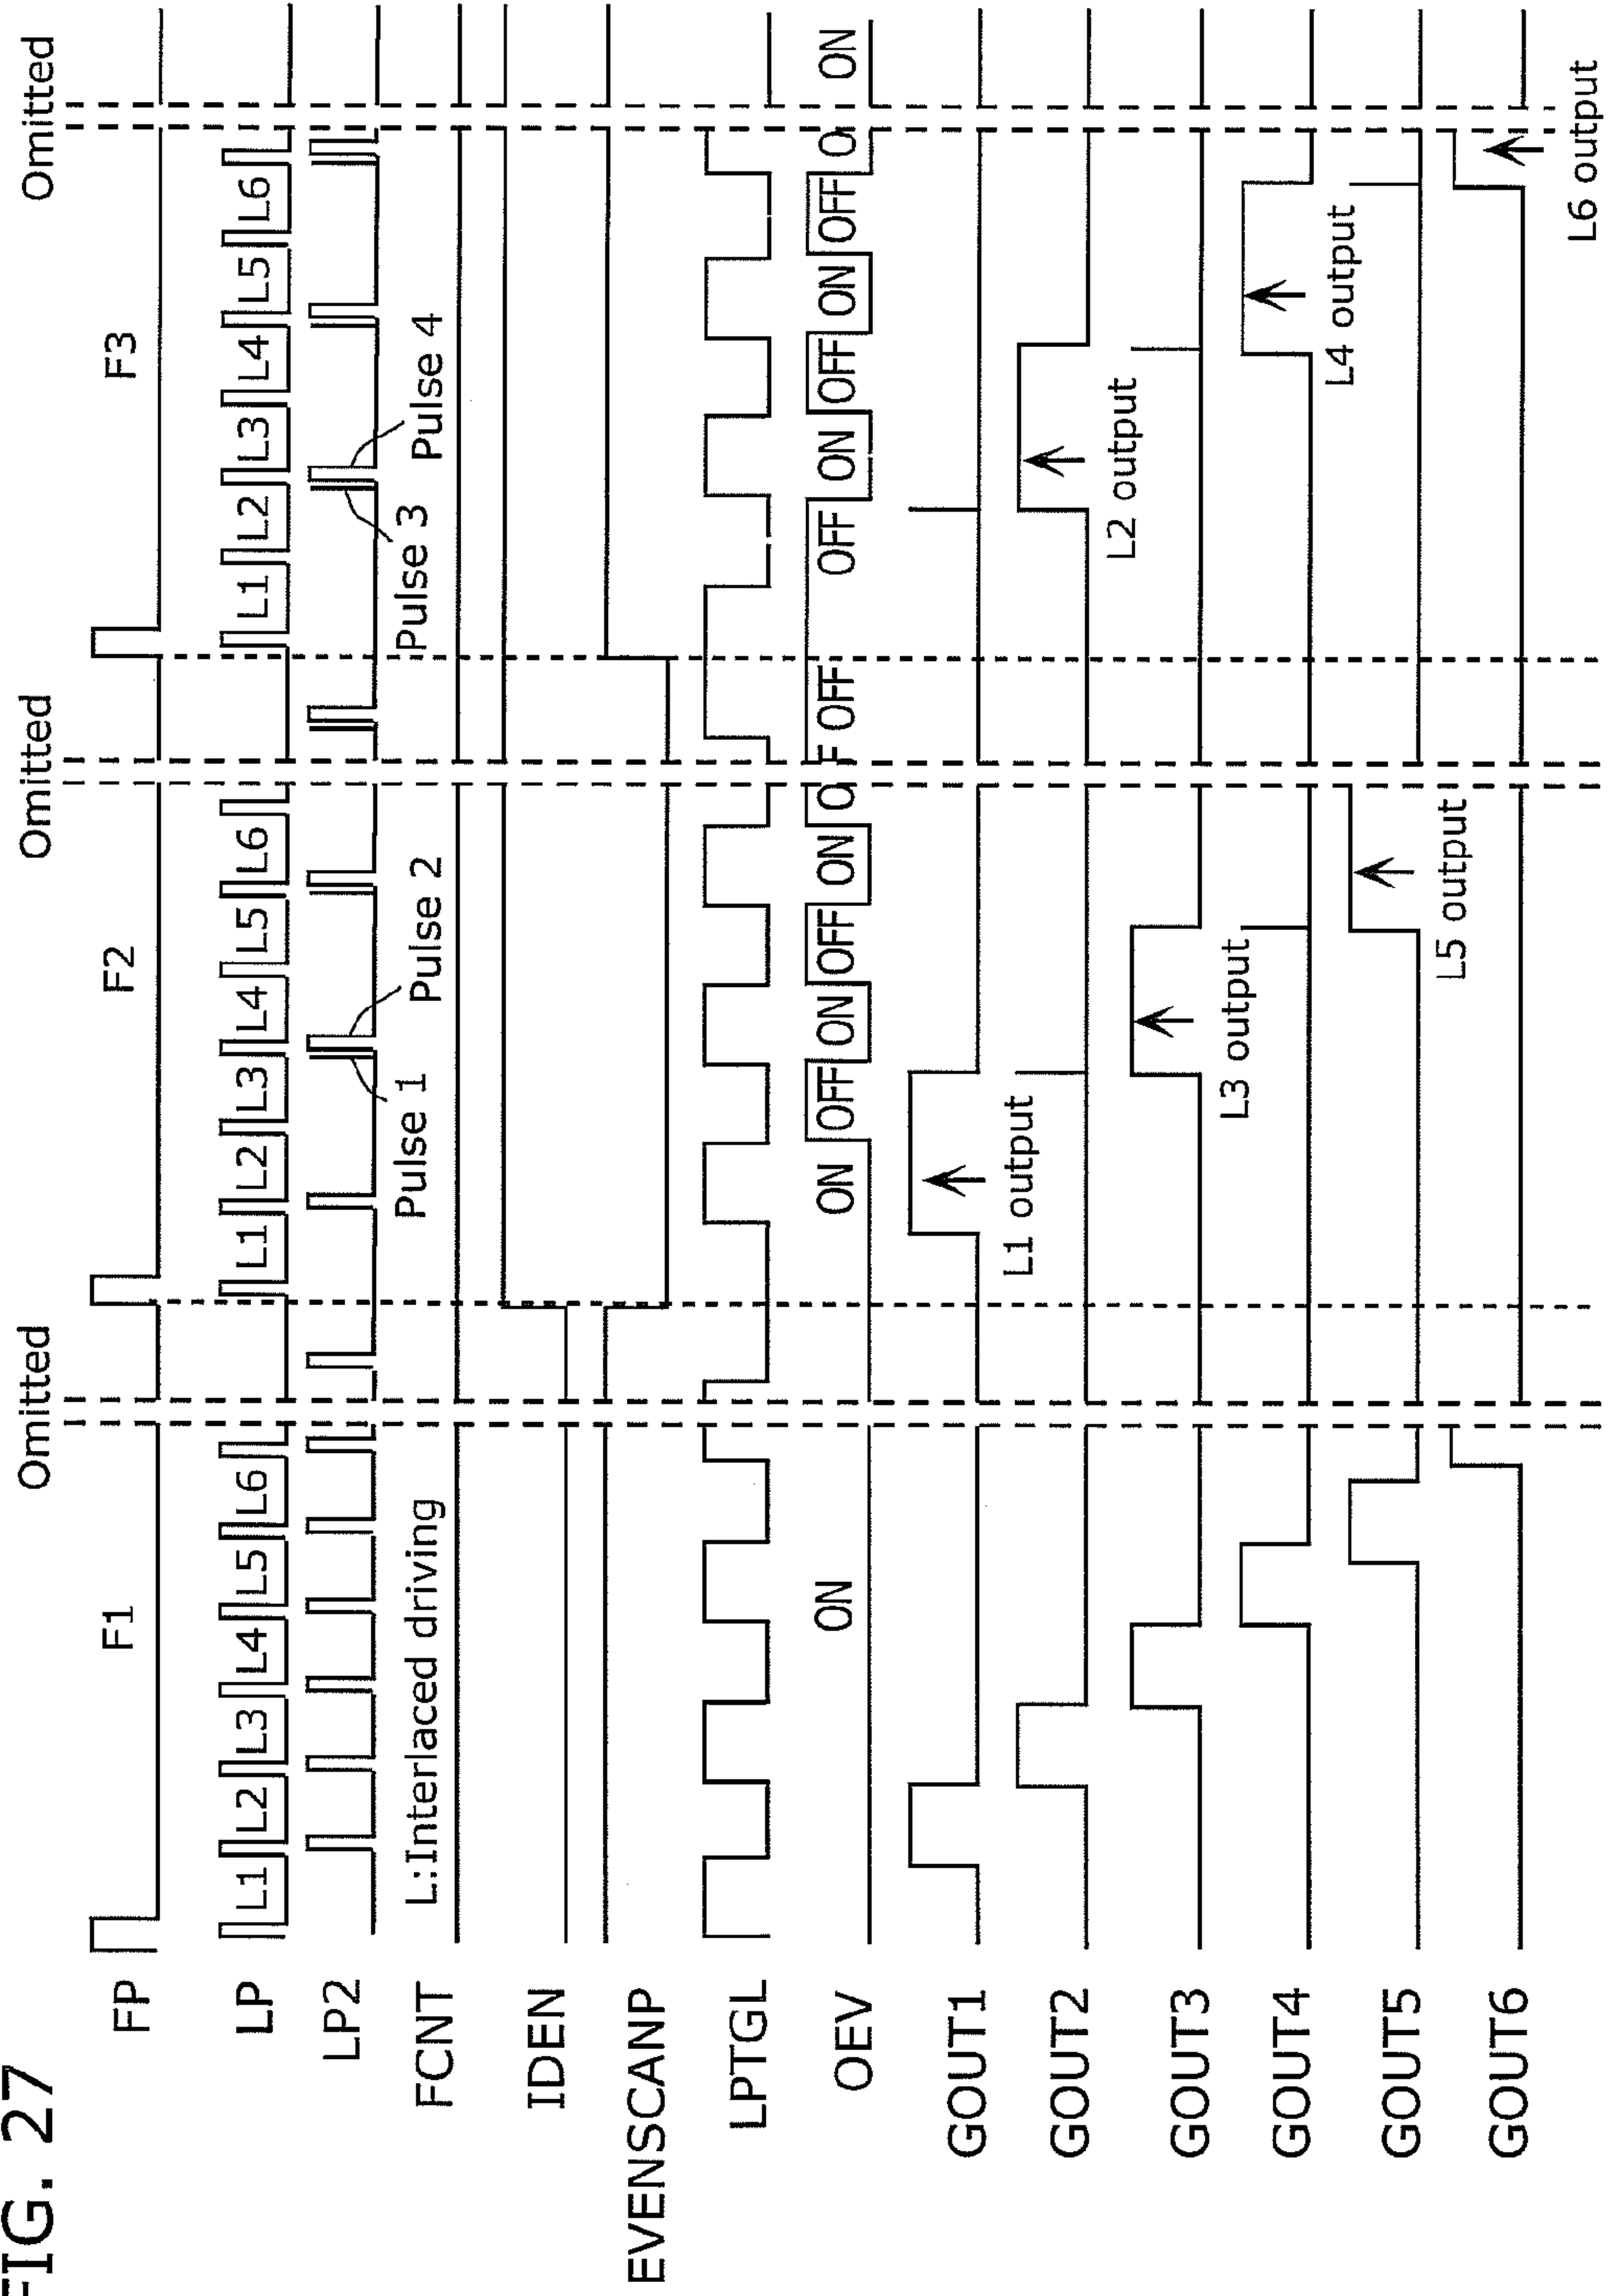 FIG. 27
Omitted Omitted Omitted
F1 F2 F3
FP
LP L1 L2 L3 L4 L5 L6 L1 L2 L3 L4 L5 L6 L1 L2 L3 L4 L5 L6
LP2
Pulse 1 Pulse 2 Pulse 3 Pulse 4
FCNT L:Interlaced driving
IDEN
EVENSCANP
LPTGL
OEV ON ON OFF ON OFF ON O F OFF OFF ON OFF ON OFF O ON
GOUT1
L1 output
GOUT2
L2 output
GOUT3
L3 output
GOUT4
L4 output
GOUT5
L5 output
GOUT6
L6 output